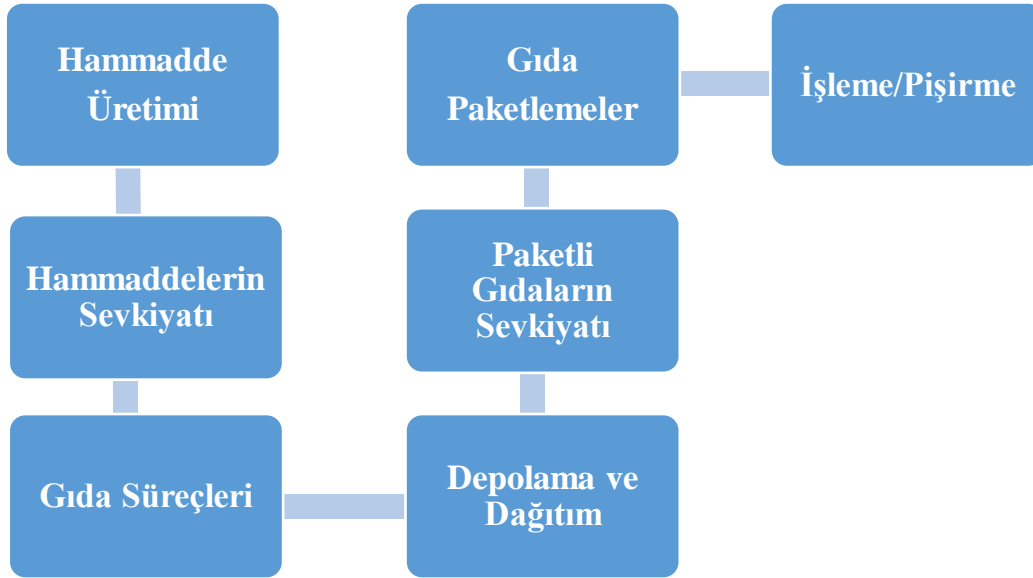 Hammadde
Üretimi
Hammaddelerin
Sevkiyatı
Gıda Süreçleri
Depolama ve
Dağıtım
Paketli
Gıdaların
Sevkiyatı
Gıda
Paketlemeler
İşleme/Pişirme